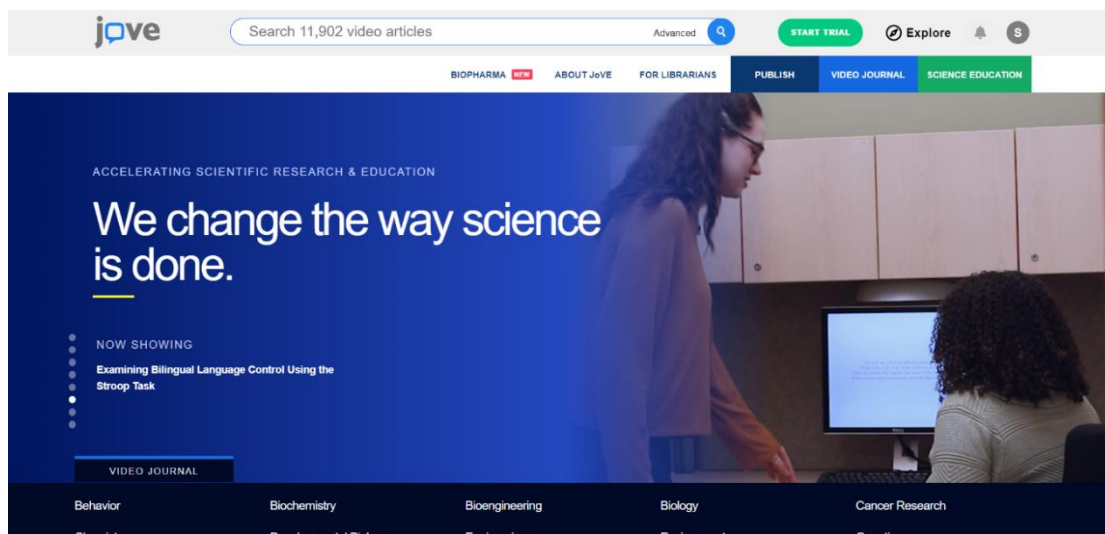 jove
Search 11,902 video articles
Advanced
START TRIAL
Explore
S
BIOPHARMA NEW
ABOUT JoVE
FOR LIBRARIANS
PUBLISH
VIDEO JOURNAL
SCIENCE EDUCATION
ACCELERATING SCIENTIFIC RESEARCH & EDUCATION
We change the way science
is done.
NOW SHOWING
Examining Bilingual Language Control Using the
Stroop Task
VIDEO JOURNAL
Behavior
Biochemistry
Bioengineering
Biology
Cancer Research